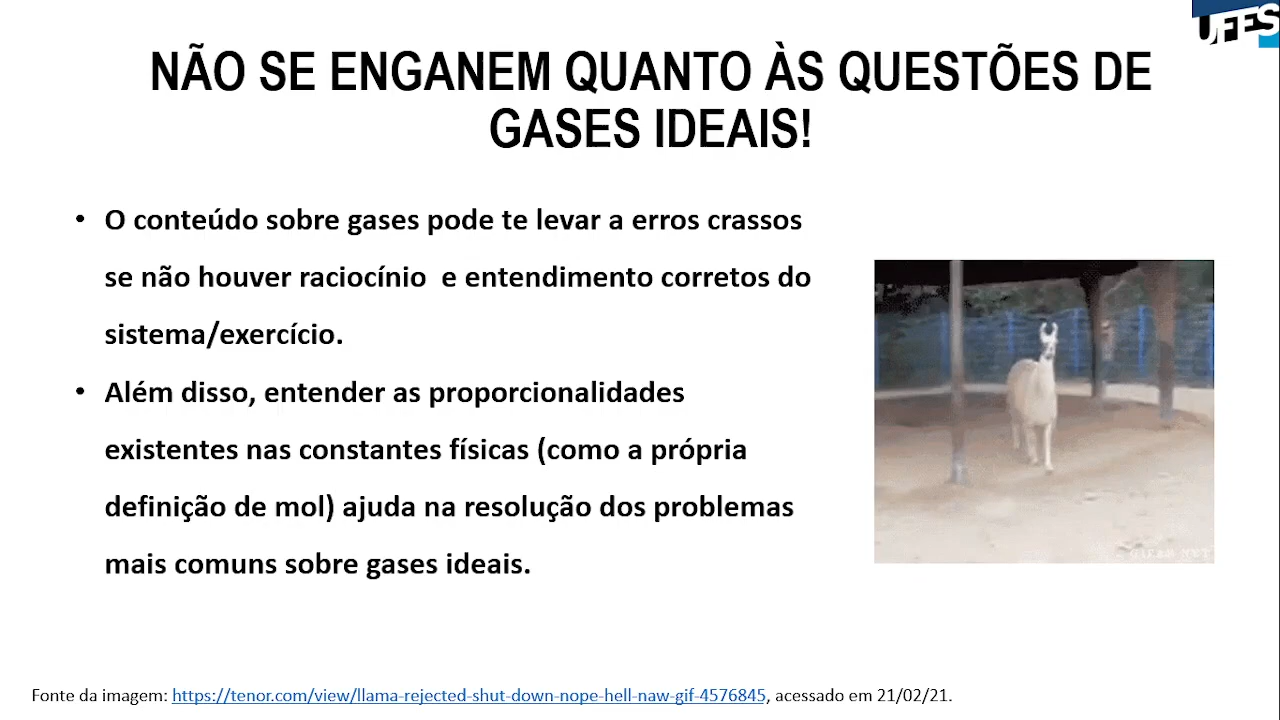 UFES
NÃO SE ENGANEM QUANTO ÀS QUESTÕES DE
GASES IDEAIS!
• O conteúdo sobre gases pode te levar a erros crassos
se não houver raciocínio e entendimento corretos do
sistema/exercício.
• Além disso, entender as proporcionalidades
existentes nas constantes físicas (como a própria
definição de mol) ajuda na resolução dos problemas
mais comuns sobre gases ideais.
Fonte da imagem: https://tenor.com/view/llama-rejected-shut-down-nope-hell-naw-gif-4576845, acessado em 21/02/21.